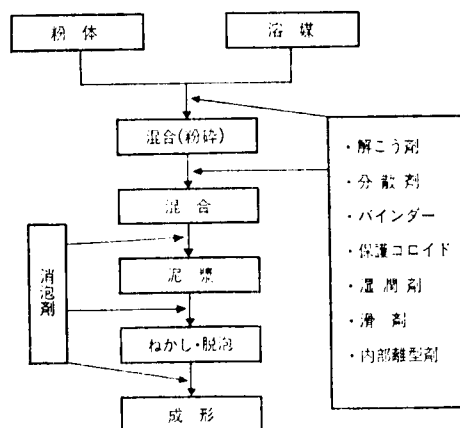 粉体
溶媒
混合(粉砕)
・解こう剤
・分散剤
・バインダー
・保護コロイド
・湿潤剤
・滑剤
・内部離型剤
混合
消泡剤
泥漿
ねかし・脱泡
成形